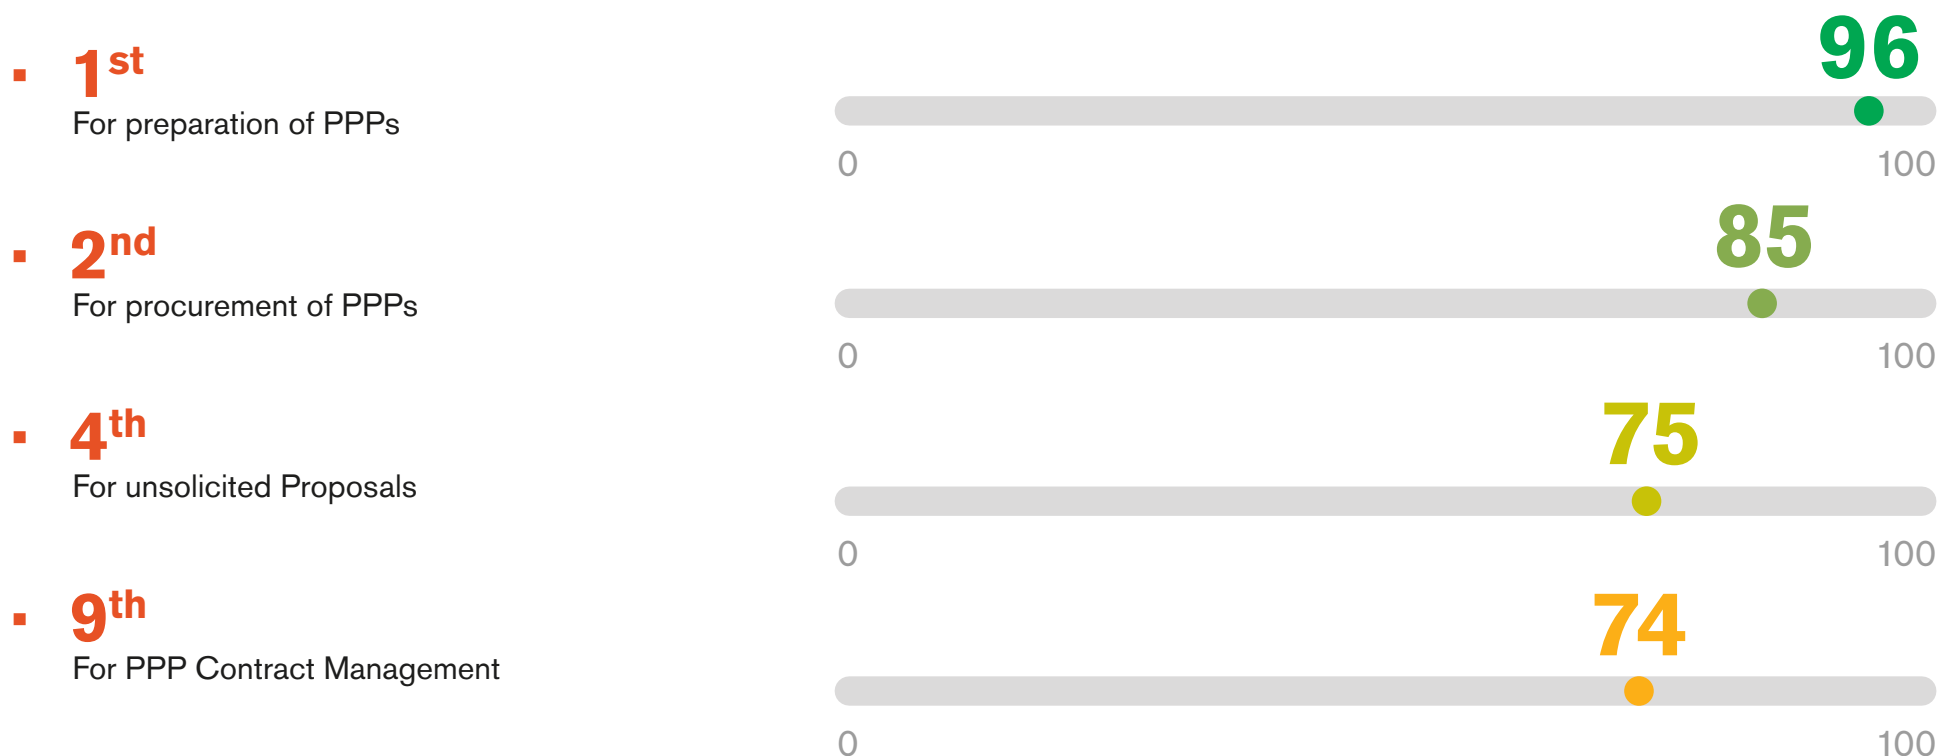 ▪ 1st
For preparation of PPPs
96
0 100
▪ 2nd
For procurement of PPPs
85
0 100
▪ 4th
For unsolicited Proposals
75
0 100
▪ 9th
For PPP Contract Management
74
0 100